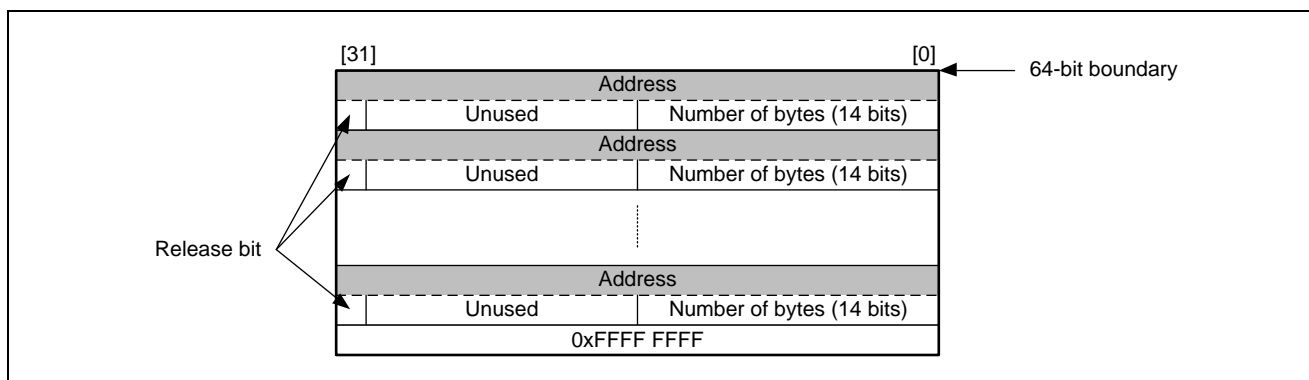 [31] [0]
64-bit boundary
Address
Unused Number of bytes (14 bits)
Address
Unused Number of bytes (14 bits)
Release bit
Address
Unused Number of bytes (14 bits)
0xFFFF FFFF